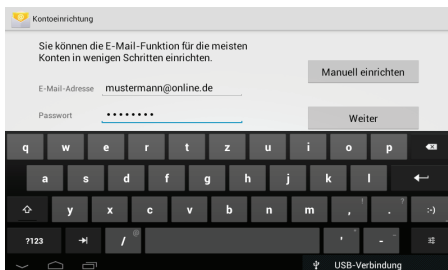 Kontoeinrichtung
Sie können die E-Mail-Funktion für die meisten
Konten in wenigen Schritten einrichten.
Manuell einrichten
E-Mail-Adresse mustermann@online.de
Passwort ••••••••
Weiter
q w e r t z u i o p
a s d f g h j k l
y x c v b n m , ! . ?
:-)
?123 / @ ' " - _
USB-Verbindung